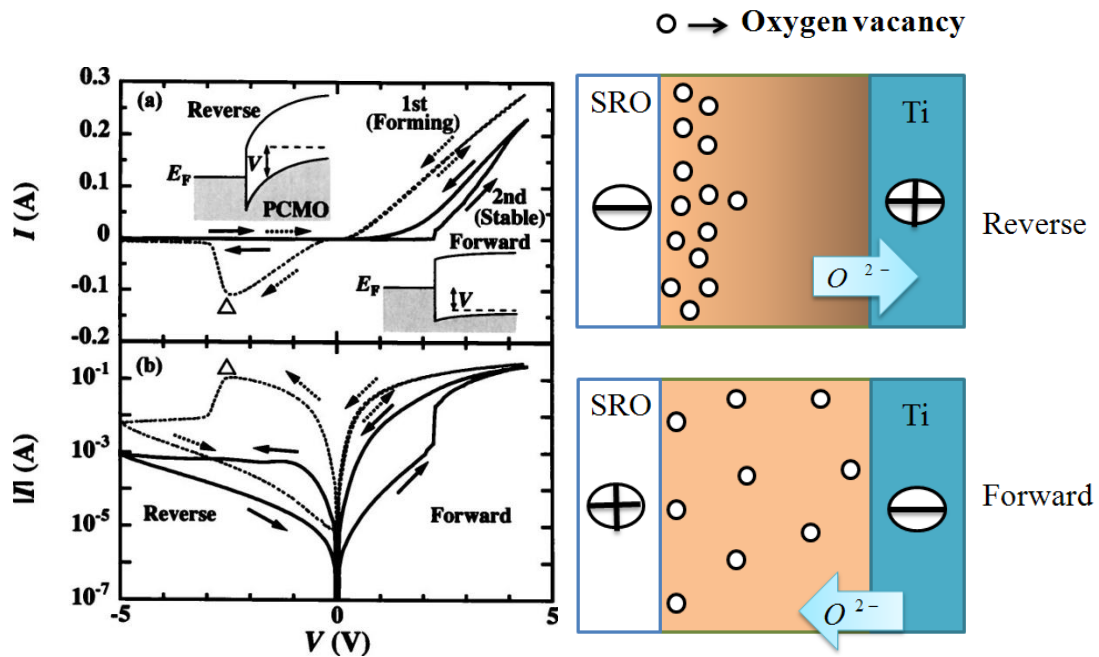 Oxygen vacancy
0.3
0.2
0.1
0
-0.1
-0.2
I (A)
(a)
Reverse
E_F
V
PCMO
1st
(Forming)
2nd
(Stable)
Forward
E_F
V
Δ
(b)
Δ
10^-1
10^-3
10^-5
10^-7
|I| (A)
Reverse
Forward
-5
0
5
V (V)
SRO
Ti
O 2−
Reverse
SRO
Ti
O 2−
Forward